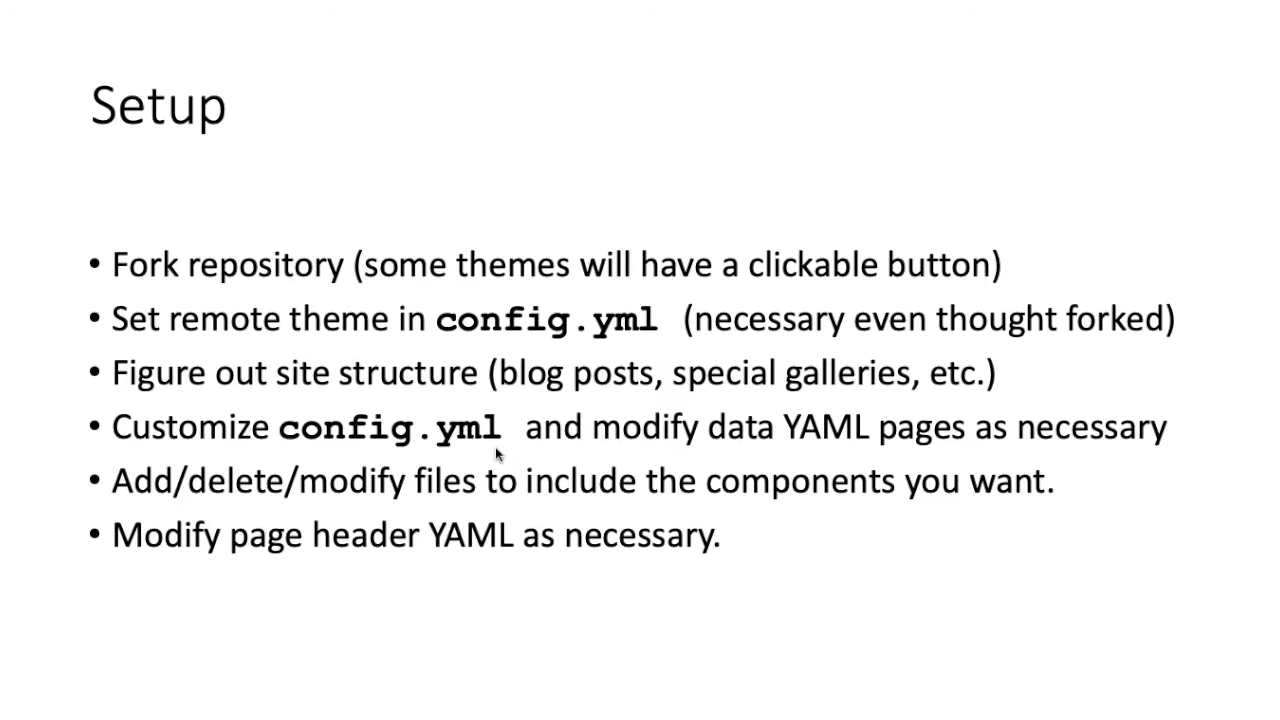 Setup
• Fork repository (some themes will have a clickable button)
• Set remote theme in config.yml (necessary even thought forked)
• Figure out site structure (blog posts, special galleries, etc.)
• Customize config.yml and modify data YAML pages as necessary
• Add/delete/modify files to include the components you want.
• Modify page header YAML as necessary.